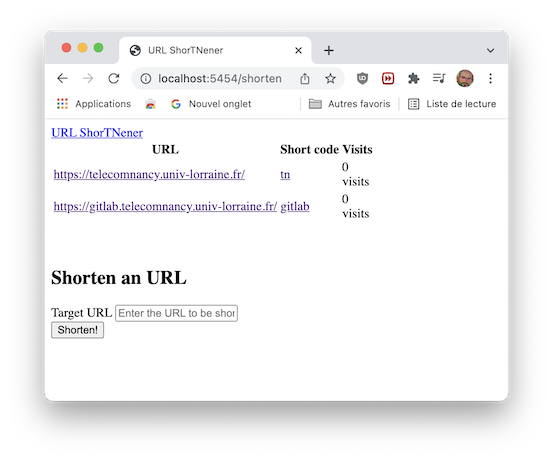 URL ShorTNener
localhost:5454/shorten
Applications
Nouvel onglet
Autres favoris
Liste de lecture
URL ShorTNener
URL Short code Visits
https://telecomnancy.univ-lorraine.fr/ tn 0
visits
https://gitlab.telecomnancy.univ-lorraine.fr/ gitlab 0
visits
Shorten an URL
Target URL Enter the URL to be shor
Shorten!